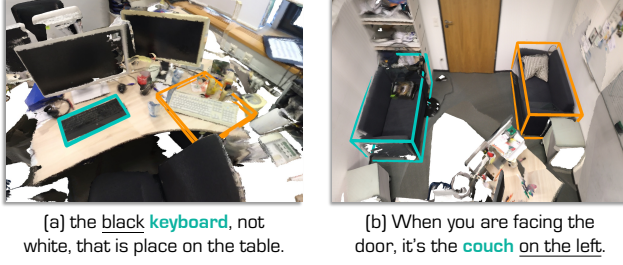 (a) the black keyboard, not
white, that is place on the table.
(b) When you are facing the
door, it's the couch on the left.